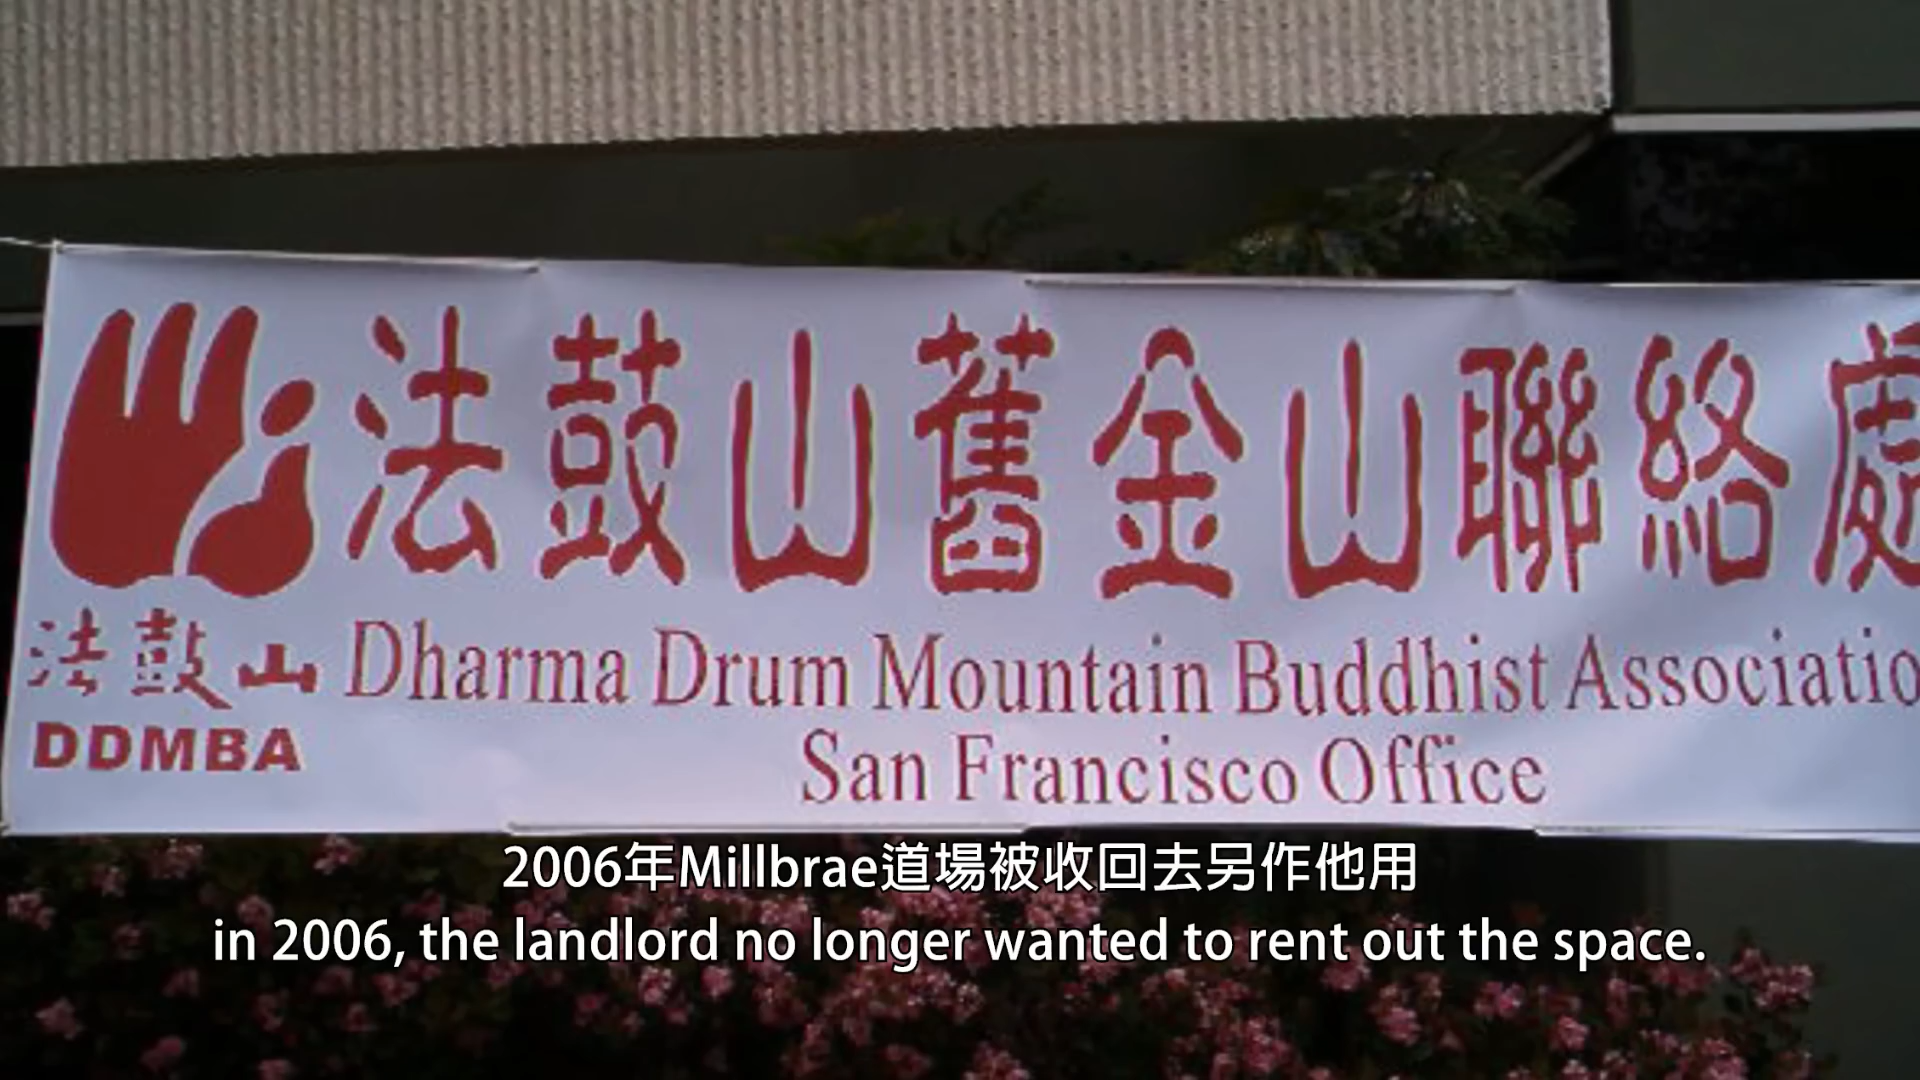 法鼓山舊金山聯絡處
法鼓山
Dharma Drum Mountain Buddhist Associatio
DDMBA
San Francisco Office
2006年Millbrae道場被收回去另作他用
in 2006, the landlord no longer wanted to rent out the space.